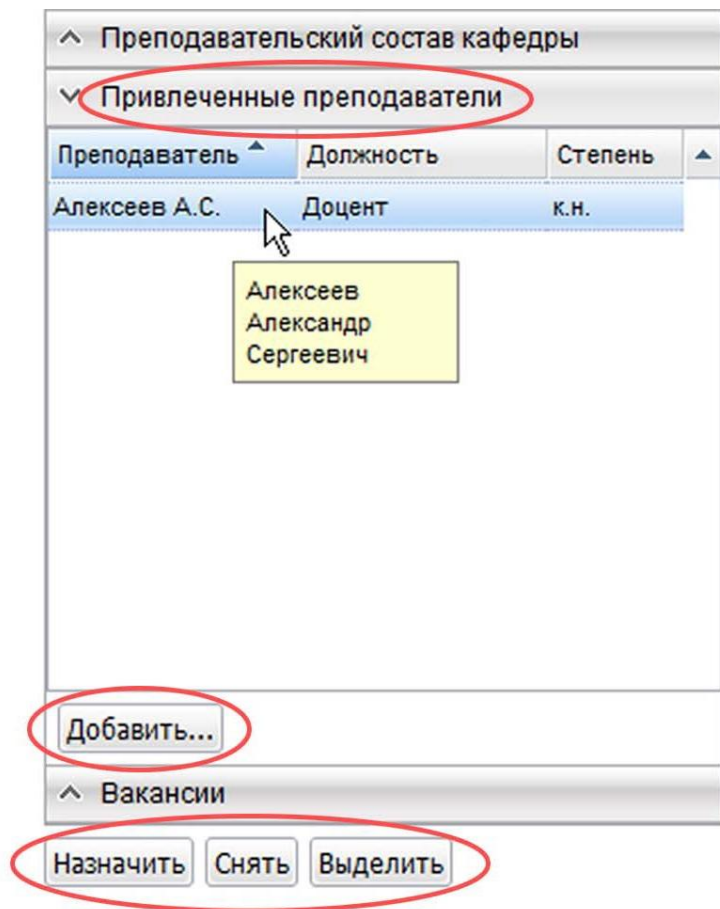 Преподавательский состав кафедры
Привлеченные преподаватели
Преподаватель Должность Степень
Алексеев А.С. Доцент к.н.
Алексеев
Александр
Сергеевич
Добавить...
Вакансии
Назначить Снять Выделить